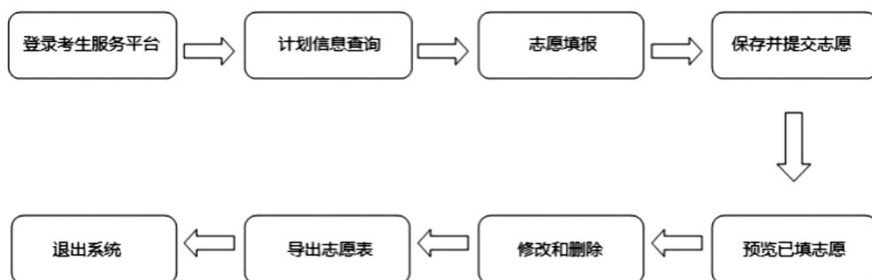 登录考生服务平台
计划信息查询
志愿填报
保存并提交志愿
预览已填志愿
修改和删除
导出志愿表
退出系统